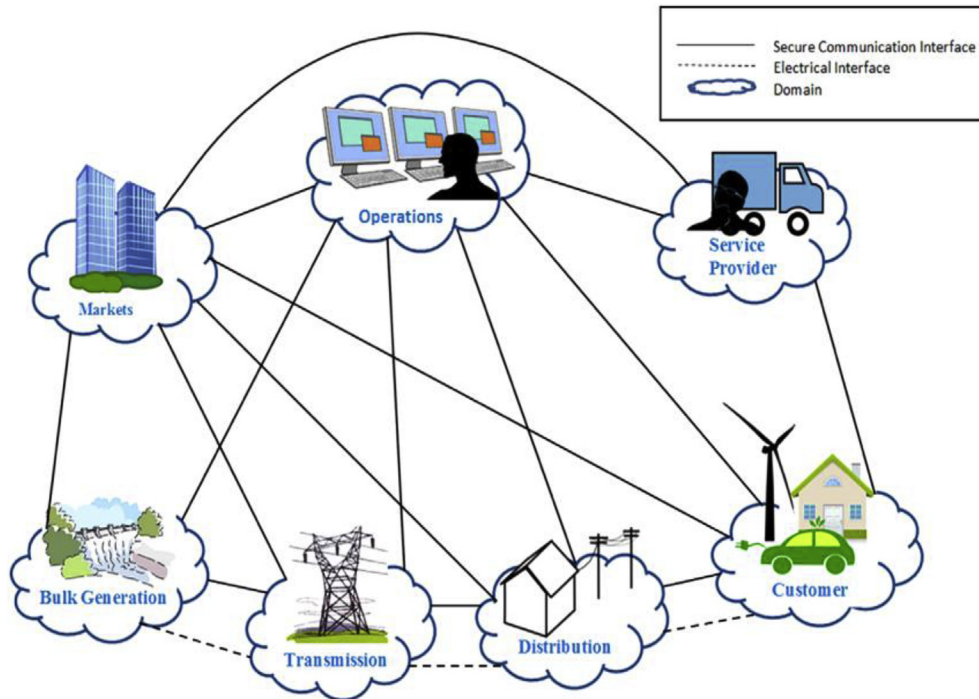 Secure Communication Interface
Electrical Interface
Domain
Operations
Service
Provider
Markets
Bulk Generation
Transmission
Distribution
Customer